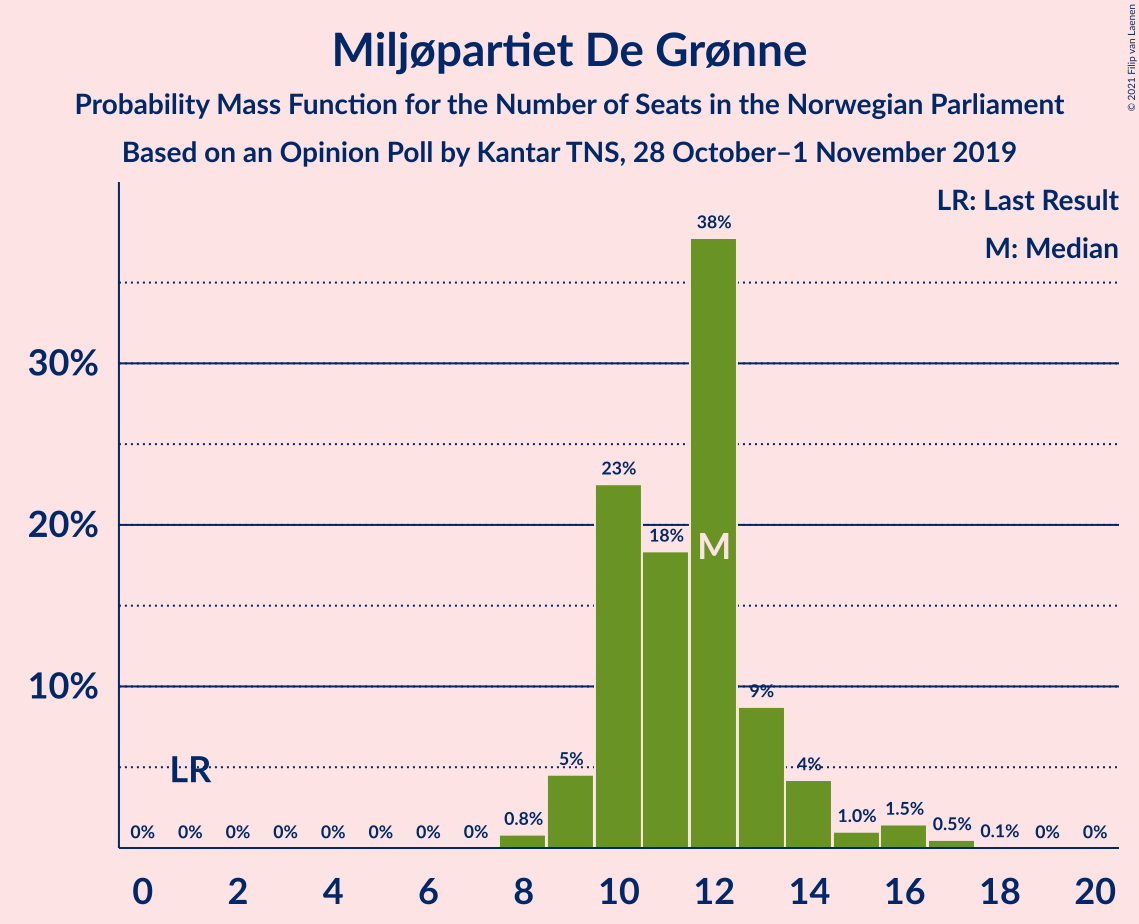 Miljøpartiet De Grønne
Probability Mass Function for the Number of Seats in the Norwegian Parliament
Based on an Opinion Poll by Kantar TNS, 28 October–1 November 2019
© 2021 Filip van Laenen
LR: Last Result
M: Median
30%
20%
10%
0%
0%
0%
0%
0%
0%
0%
0%
0.8%
5%
23%
18%
38%
9%
4%
1.0%
1.5%
0.5%
0.1%
0%
0%
LR
M
0 2 4 6 8 10 12 14 16 18 20